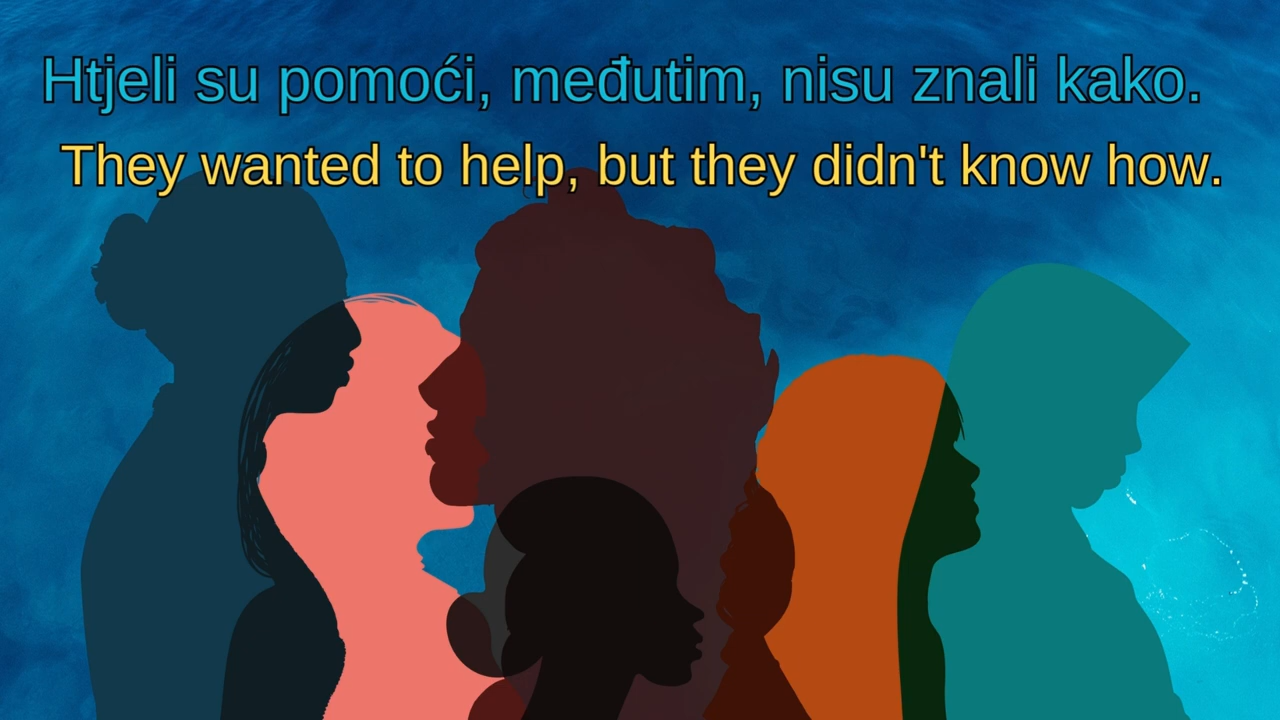 Htjeli su pomoći, međutim, nisu znali kako.
They wanted to help, but they didn't know how.